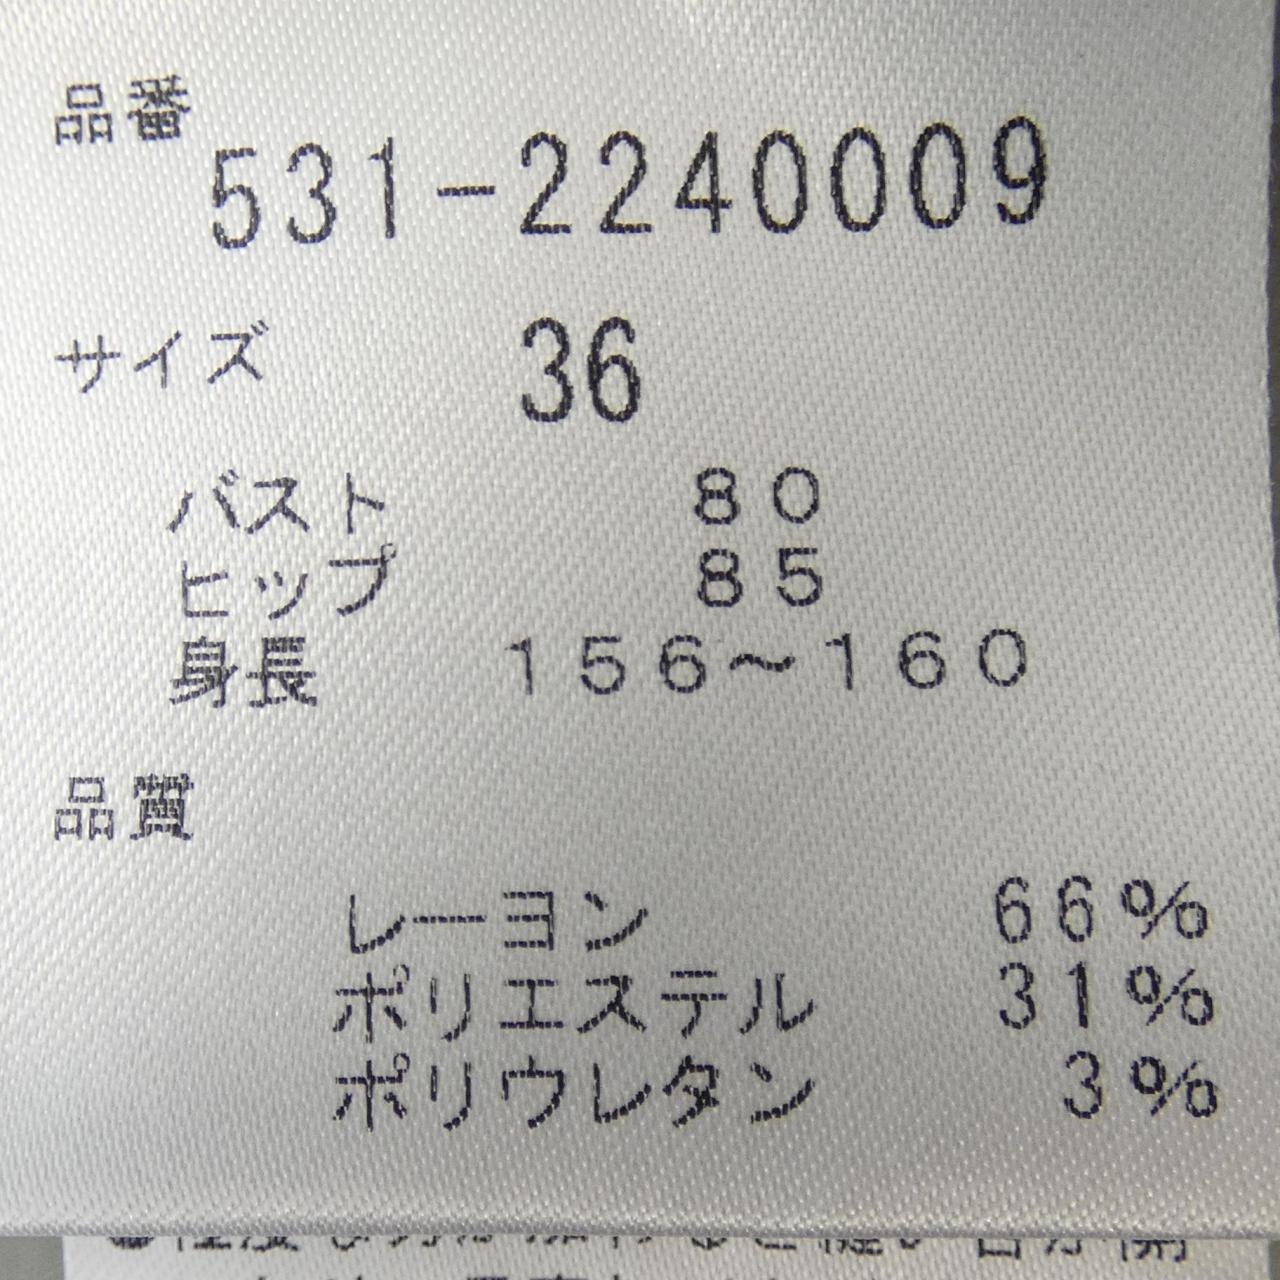 品番
531-2240009
サイズ 36
バスト 80
ヒップ 85
身長 156～160
品質
レーヨン 66%
ポリエステル 31%
ポリウレタン 3%